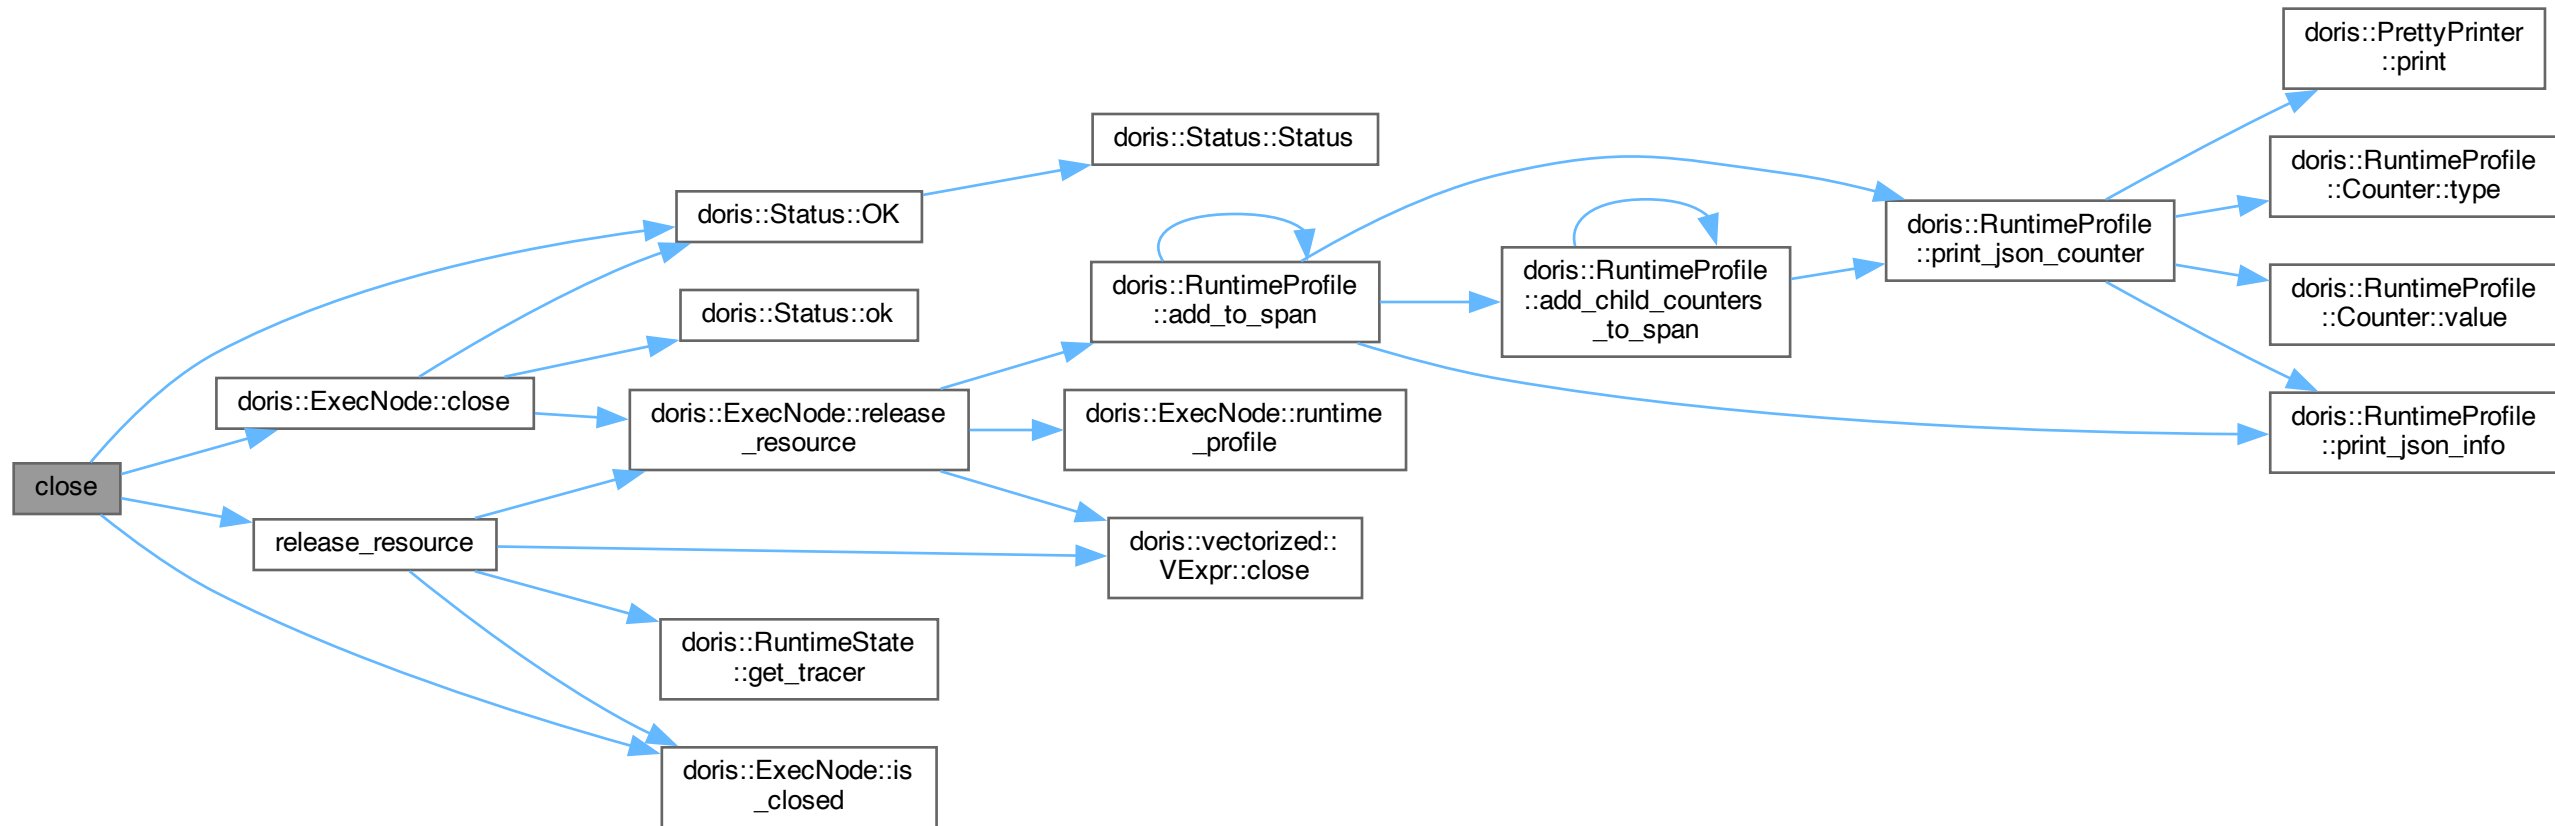 close
doris::ExecNode::close
release_resource
doris::Status::OK
doris::Status::ok
doris::ExecNode::release
_resource
doris::RuntimeState
::get_tracer
doris::ExecNode::is
_closed
doris::Status::Status
doris::RuntimeProfile
::add_to_span
doris::ExecNode::runtime
_profile
doris::vectorized::
VExpr::close
doris::RuntimeProfile
::add_child_counters
_to_span
doris::RuntimeProfile
::print_json_counter
doris::PrettyPrinter
::print
doris::RuntimeProfile
::Counter::type
doris::RuntimeProfile
::Counter::value
doris::RuntimeProfile
::print_json_info